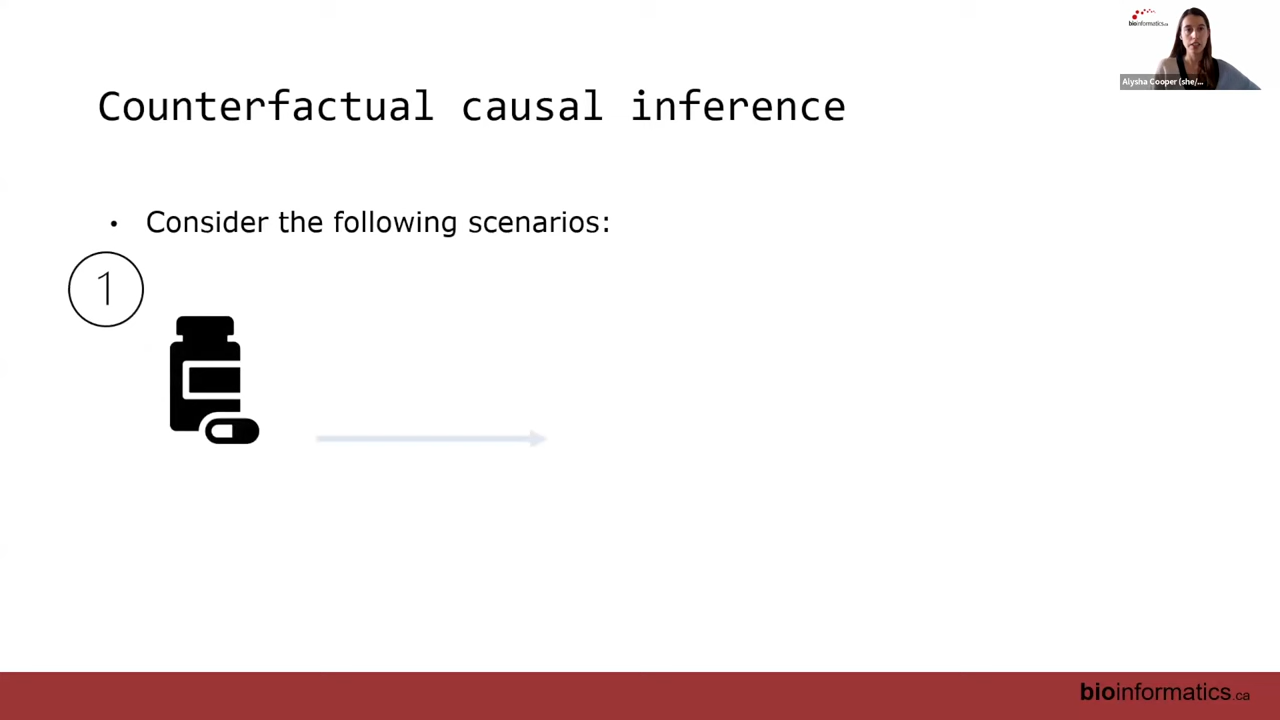 bioinformatics.ca
Alysha Cooper (she/...
Counterfactual causal inference
• Consider the following scenarios:
1
bioinformatics.ca